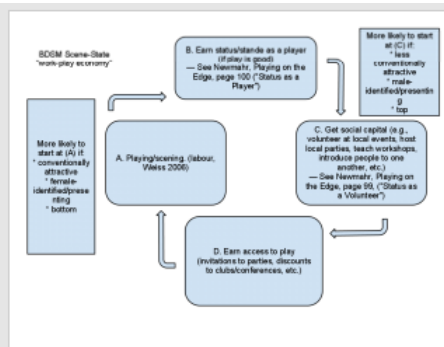 BDSM Scene-State
"work-play economy"
B. Earn status/stande as a player
(if play is good)
— See Newmahr, Playing on the
Edge, page 100 ("Status as a
Player")
More likely to start
at (C) if:
* less
conventionally
attractive
* male-
identified/presentin
g
* top
More likely to
start at (A) if:
* conventionally
attractive
* female-
identified/prese
nting
* bottom
A. Playing/scening. (labour,
Weiss 2006)
C. Get social capital (e.g.,
volunteer at local events, host
local parties, teach workshops,
introduce people to one
another, etc.)
— See Newmahr, Playing on
the Edge, page 99, ("Status as
a Volunteer")
D. Earn access to play
(invitations to parties, discounts
to clubs/conferences, etc.)